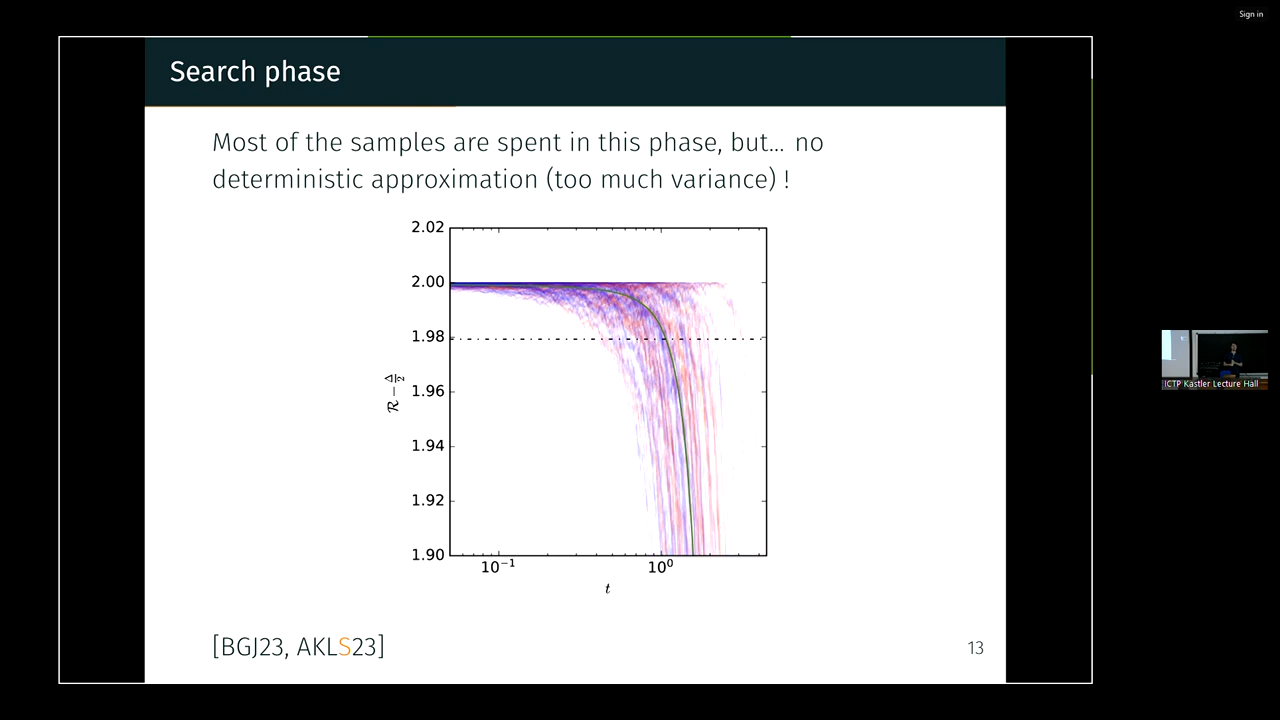 Sign in
Search phase
Most of the samples are spent in this phase, but... no
deterministic approximation (too much variance) !
2.02
2.00
1.98
1.96
1.94
1.92
1.90
ℛ − Δ/2
10⁻¹
10⁰
t
[BGJ23, AKLS23]
13
ICTP Kastler Lecture Hall